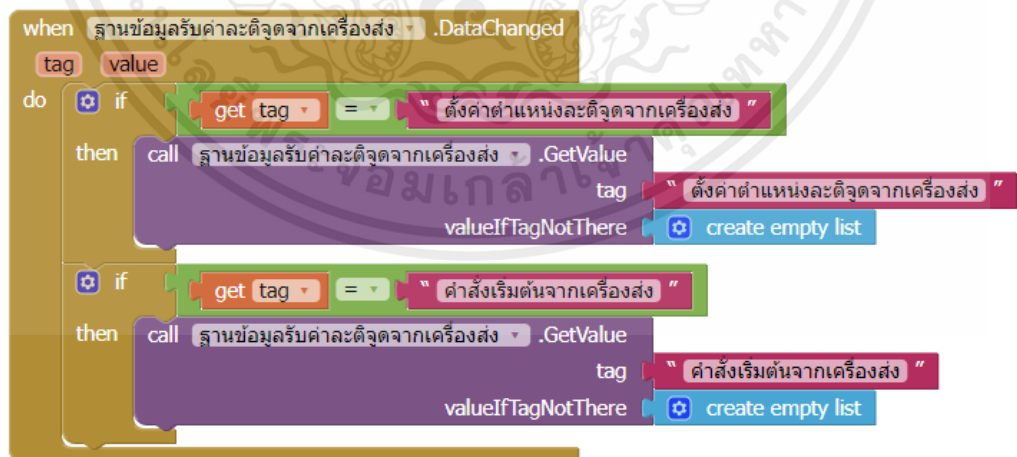 when ฐานข้อมูลรับค่าละติจูดจากเครื่องส่ง .DataChanged
tag value
do if get tag = " ตั้งค่าตำแหน่งละติจูดจากเครื่องส่ง "
then call ฐานข้อมูลรับค่าละติจูดจากเครื่องส่ง .GetValue
tag " ตั้งค่าตำแหน่งละติจูดจากเครื่องส่ง "
valueIfTagNotThere create empty list
if get tag = " คำสั่งเริ่มต้นจากเครื่องส่ง "
then call ฐานข้อมูลรับค่าละติจูดจากเครื่องส่ง .GetValue
tag " คำสั่งเริ่มต้นจากเครื่องส่ง "
valueIfTagNotThere create empty list